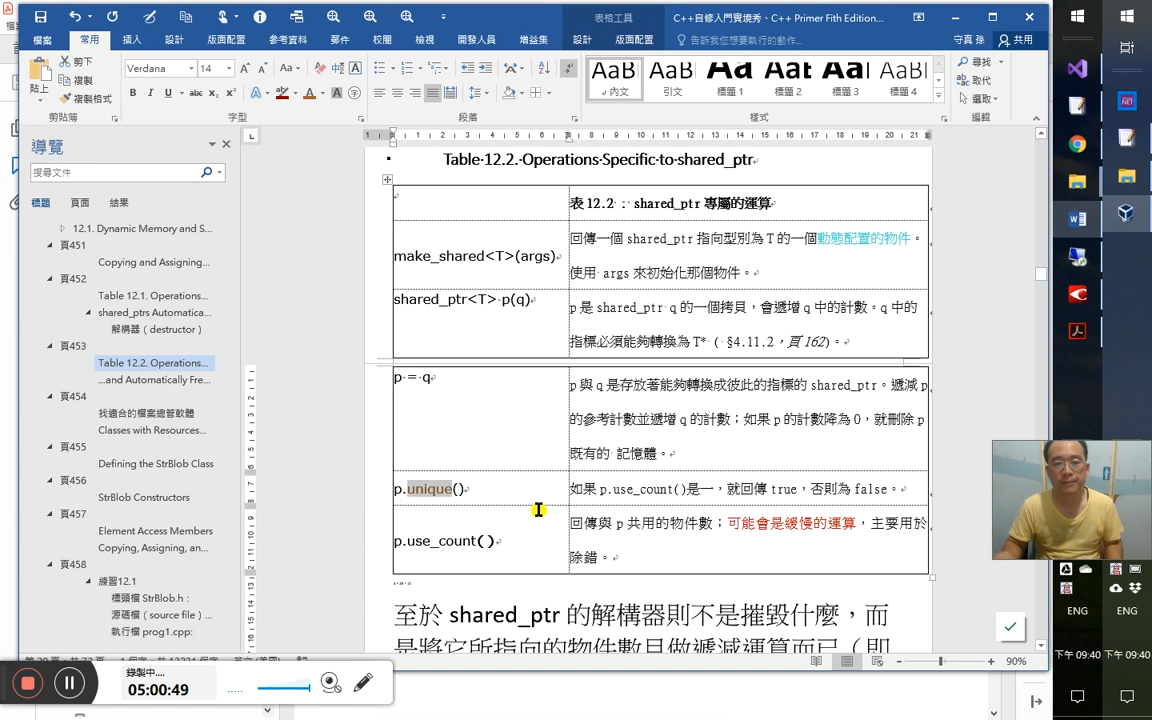 C++自修入門實境秀、C++ Primer Fifth Edition...
表格工具
守真 孫
共用
檔案
常用
插入
設計
版面配置
參考資料
郵件
校閱
檢視
開發人員
增益集
設計
版面配置
告訴我您想要執行的動作...
貼上
剪下
複製
複製格式
剪貼簿
Verdana
14
字型
段落
AaB
內文
AaB
引文
Aa
標題 1
Aat
標題 2
Aal
標題 3
AaBl
標題 4
樣式
尋找
取代
選取
編輯
導覽
搜尋文件
標題
頁面
結果
12.1. Dynamic Memory and S...
頁451
Copying and Assigning...
頁452
Table 12.1. Operations...
shared_ptrs Automatica...
解構器（destructor）
頁453
Table 12.2. Operations...
...and Automatically Fre...
頁454
找適合的檔案總管軟體
Classes with Resources...
頁455
Defining the StrBlob Class
頁456
StrBlob Constructors
頁457
Element Access Members
Copying, Assigning, an...
頁458
練習12.1
標頭檔 StrBlob.h :
源碼檔（source file）...
執行檔 prog1.cpp:
Table·12.2.·Operations·Specific·to·shared_ptr
表 12.2：shared_ptr 專屬的運算
make_shared<T>(args)
回傳一個 shared_ptr 指向型別為 T 的一個動態配置的物件。
使用 args 來初始化那個物件。
shared_ptr<T> p(q)
p 是 shared_ptr q 的一個拷貝，會遞增 q 中的計數。q 中的
指標必須能夠轉換為 T*（§4.11.2，頁 162）。
p = q
p 與 q 是存放著能夠轉換成彼此的指標的 shared_ptr。遞減 p
的參考計數並遞增 q 的計數；如果 p 的計數降為 0，就刪除 p
既有的 記憶體。
p.unique()
如果 p.use_count()是一，就回傳 true，否則為 false。
p.use_count()
回傳與 p 共用的物件數；可能會是緩慢的運算，主要用於
除錯。
至於 shared_ptr 的解構器則不是摧毀什麼，而
是將它所指向的物件數目做遞減運算而已（即
90%
錄製中....
05:00:49
ENG
ENG
下午 09:40
下午 09:40